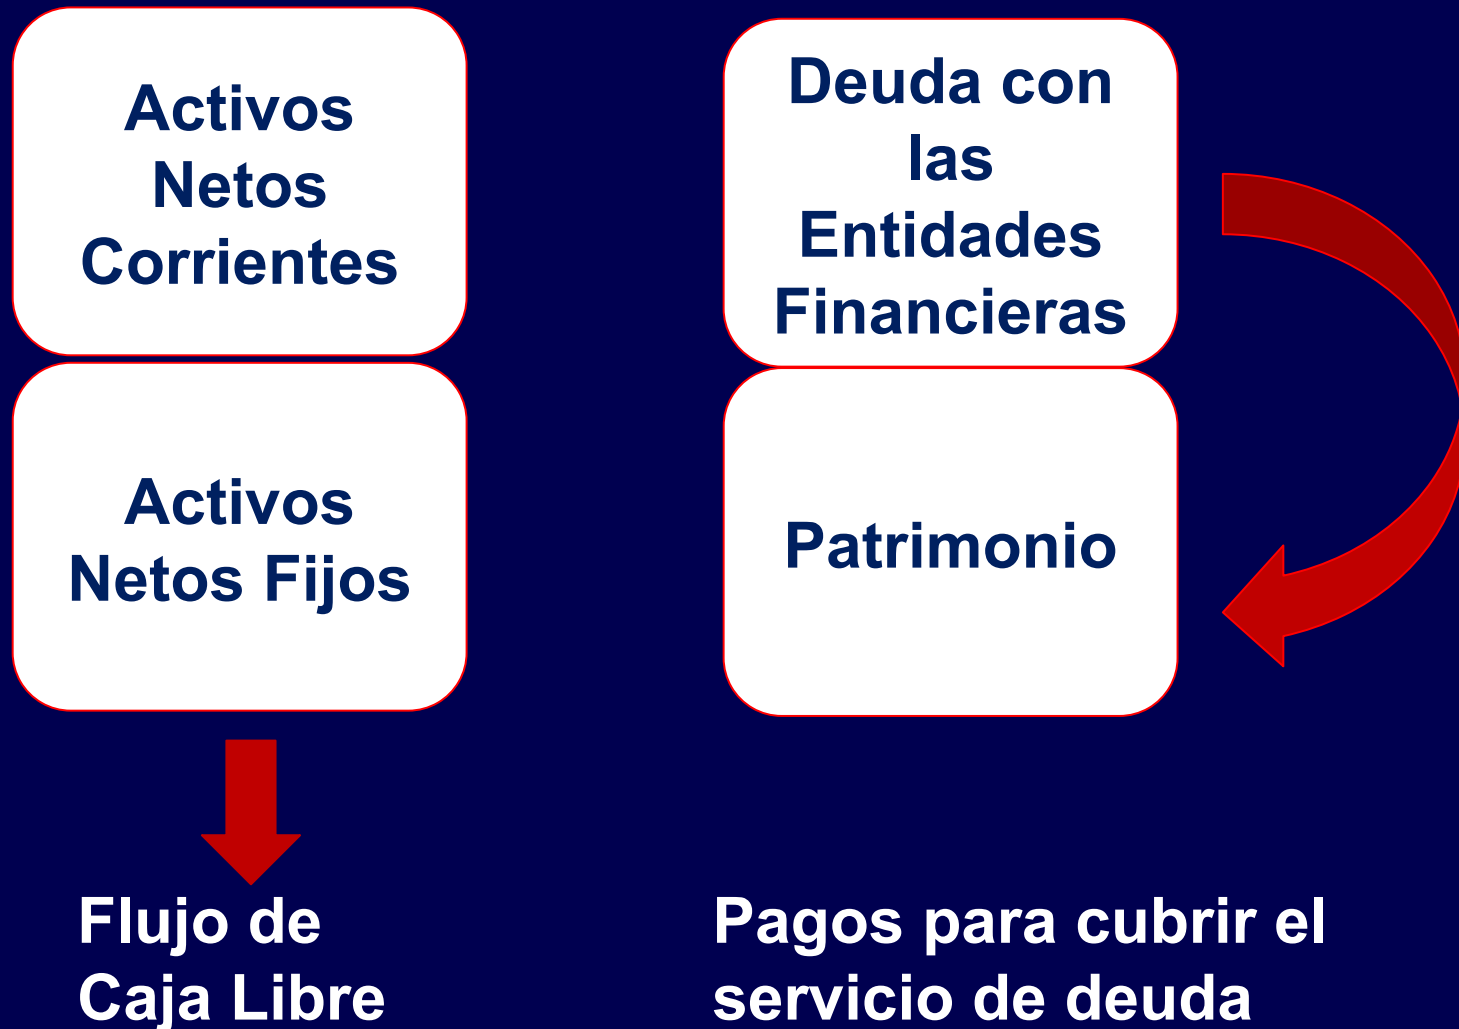 Activos
Netos
Corrientes
Activos
Netos Fijos
Flujo de
Caja Libre
Deuda con
las
Entidades
Financieras
Patrimonio
Pagos para cubrir el
servicio de deuda